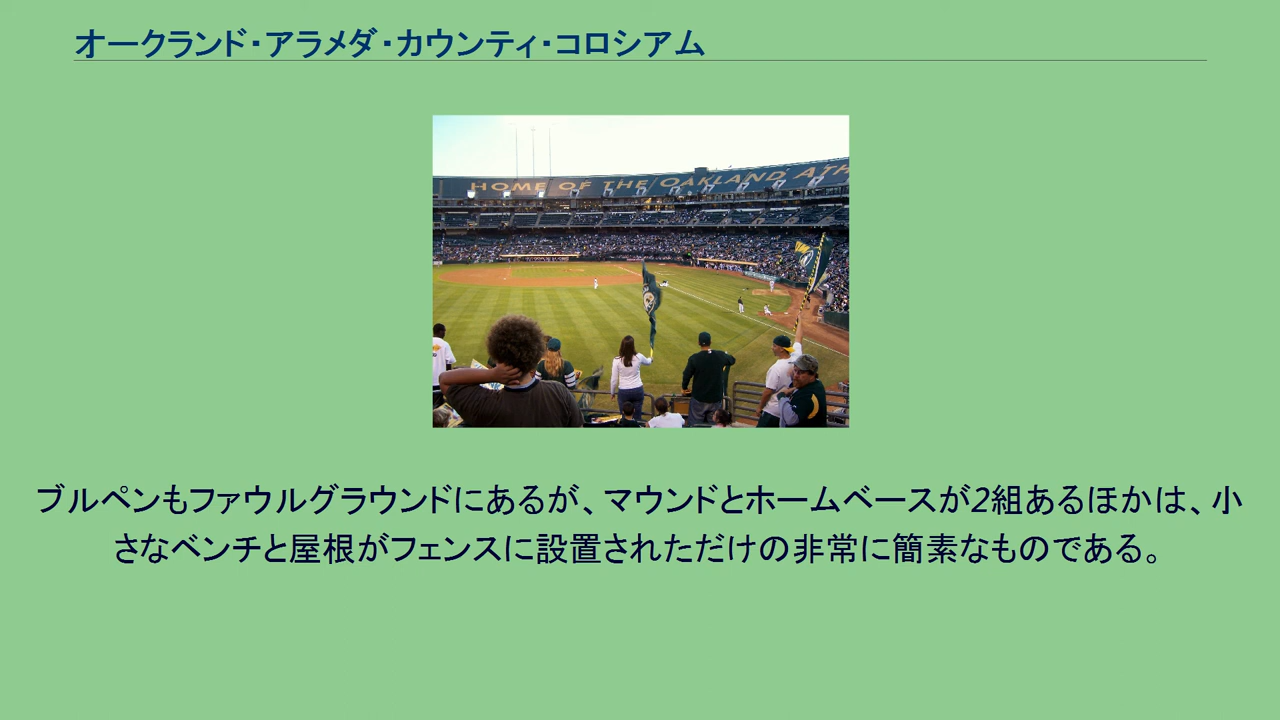 オークランド・アラメダ・カウンティ・コロシアム
HOME OF THE OAKLAND ATH
ブルペンもファウルグラウンドにあるが、マウンドとホームベースが2組あるほかは、小
さなベンチと屋根がフェンスに設置されただけの非常に簡素なものである。